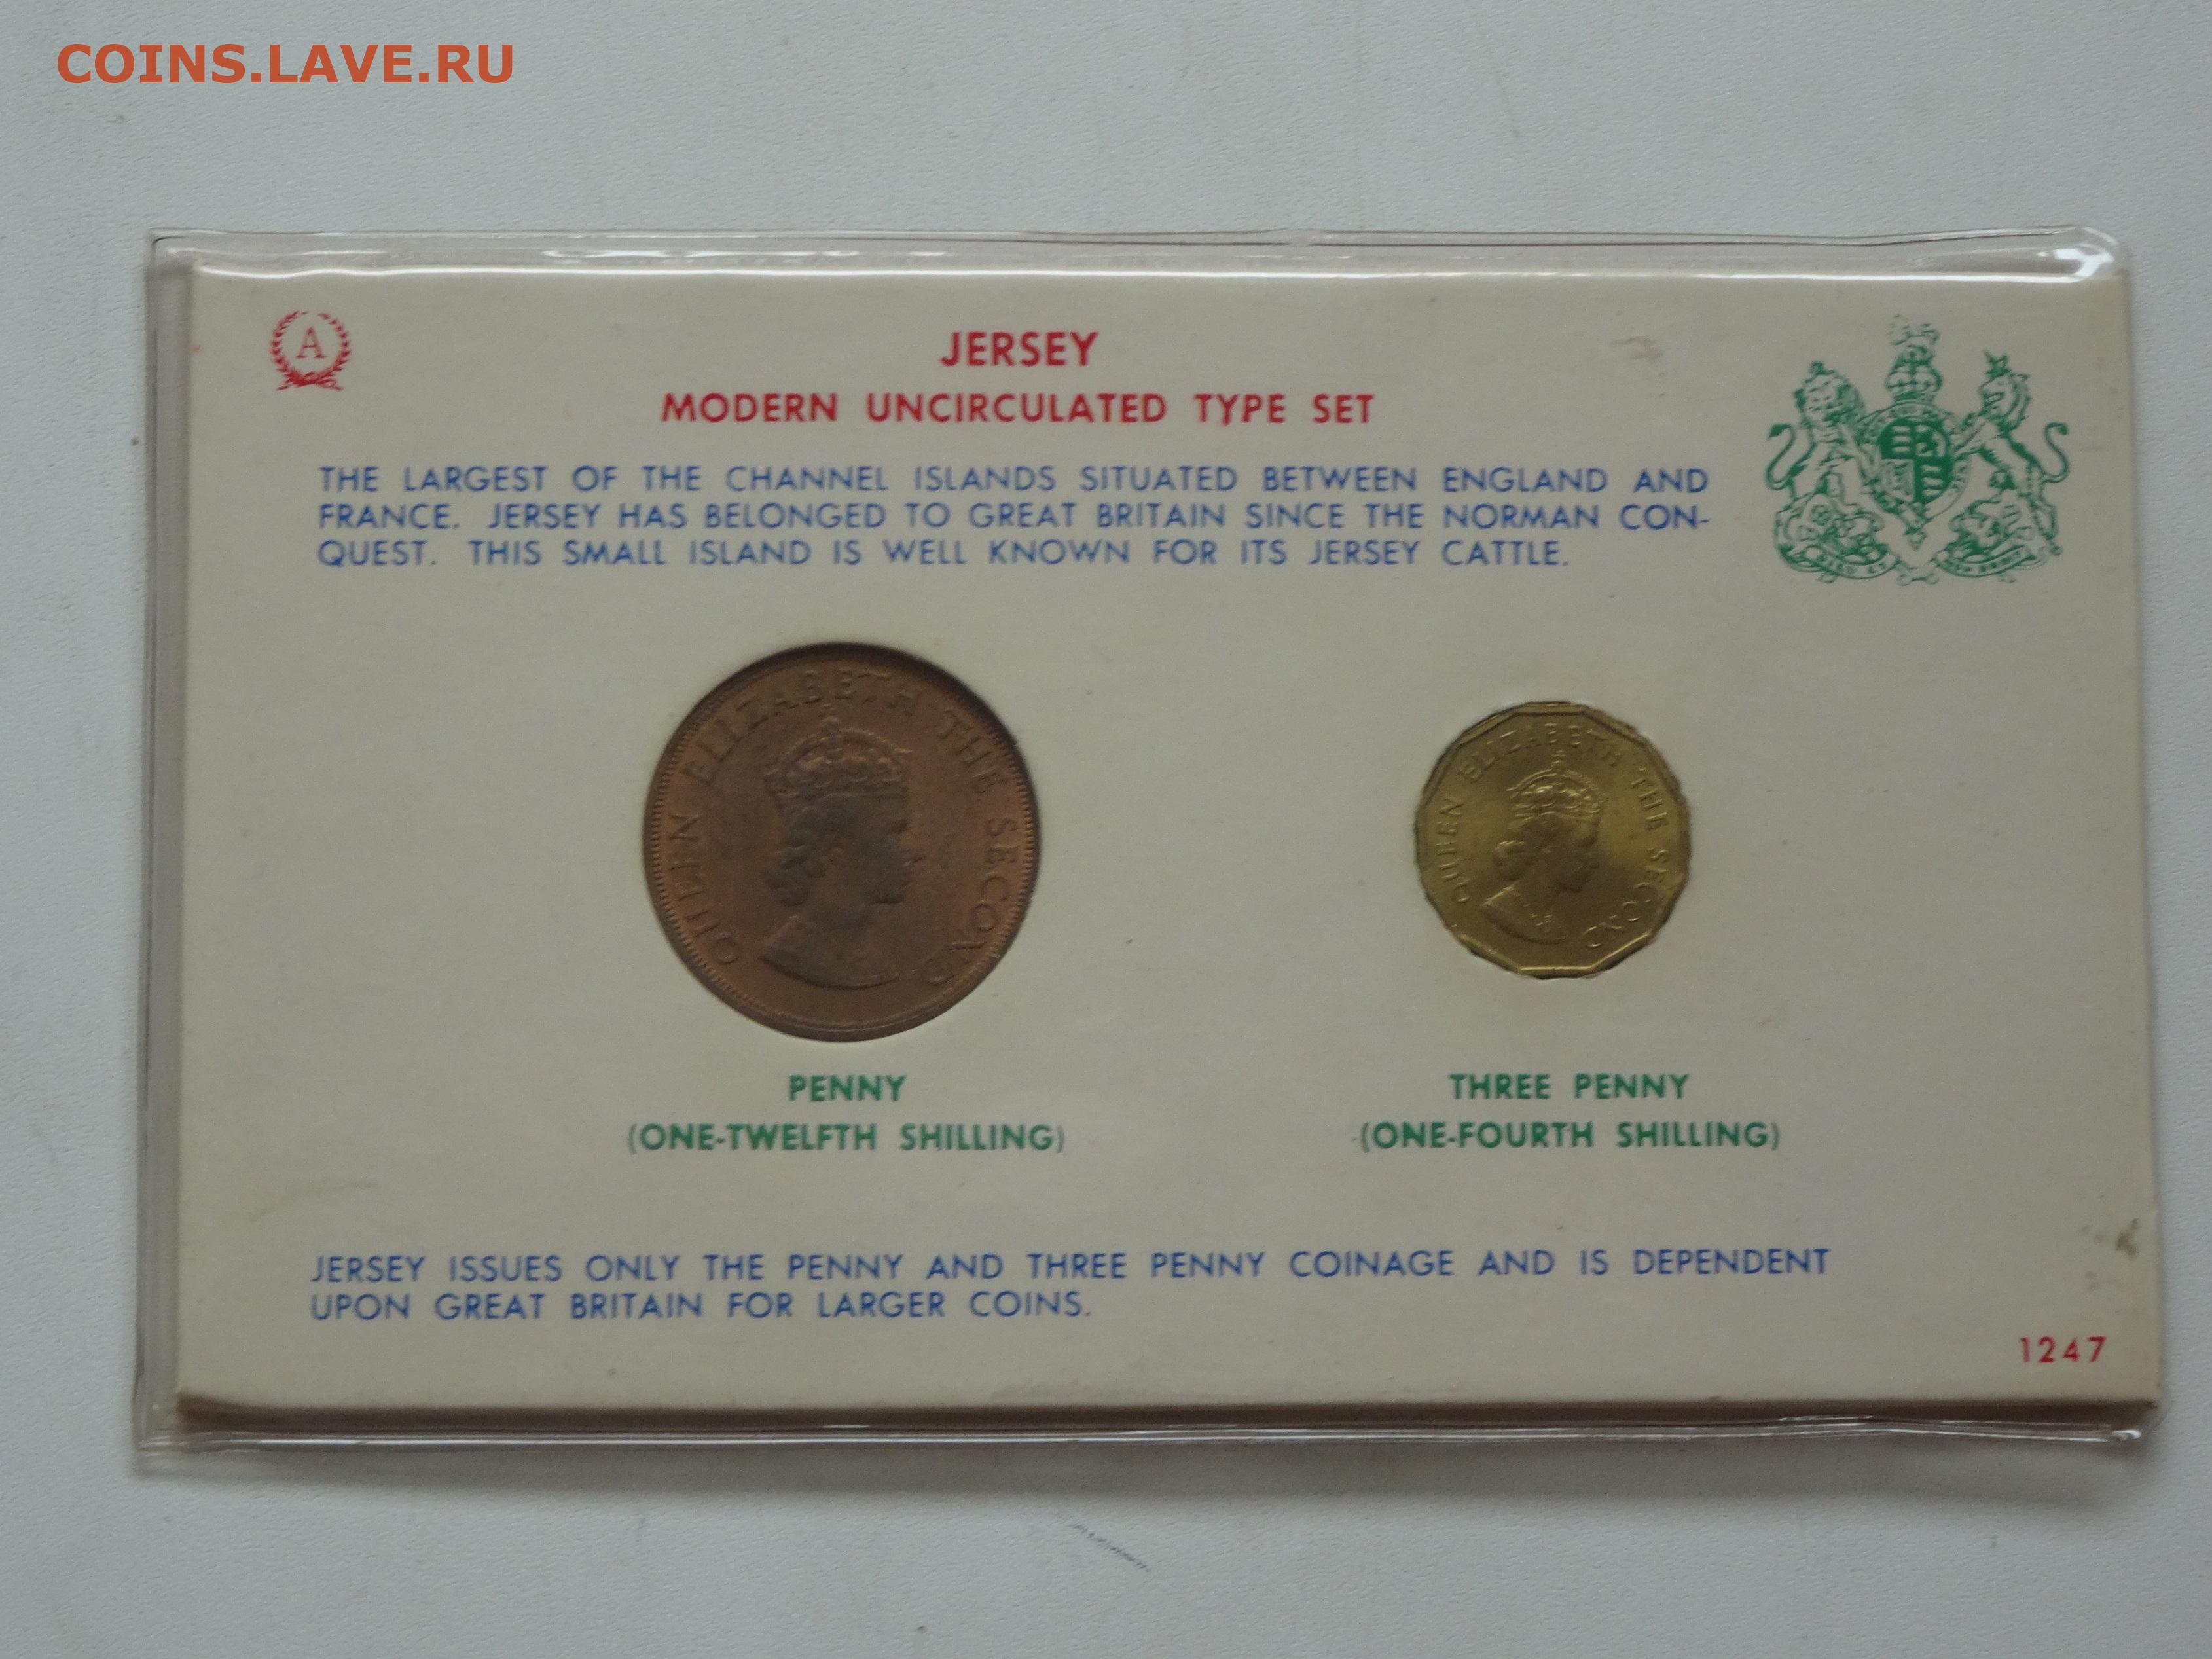 COINS.LAVE.RU
A
JERSEY
MODERN UNCIRCULATED TYPE SET
THE LARGEST OF THE CHANNEL ISLANDS SITUATED BETWEEN ENGLAND AND
FRANCE. JERSEY HAS BELONGED TO GREAT BRITAIN SINCE THE NORMAN CON-
QUEST. THIS SMALL ISLAND IS WELL KNOWN FOR ITS JERSEY CATTLE.
QUEEN ELIZABETH THE SECOND
QUEEN ELIZABETH THE SECOND
PENNY
(ONE-TWELFTH SHILLING)
THREE PENNY
(ONE-FOURTH SHILLING)
JERSEY ISSUES ONLY THE PENNY AND THREE PENNY COINAGE AND IS DEPENDENT
UPON GREAT BRITAIN FOR LARGER COINS.
1247